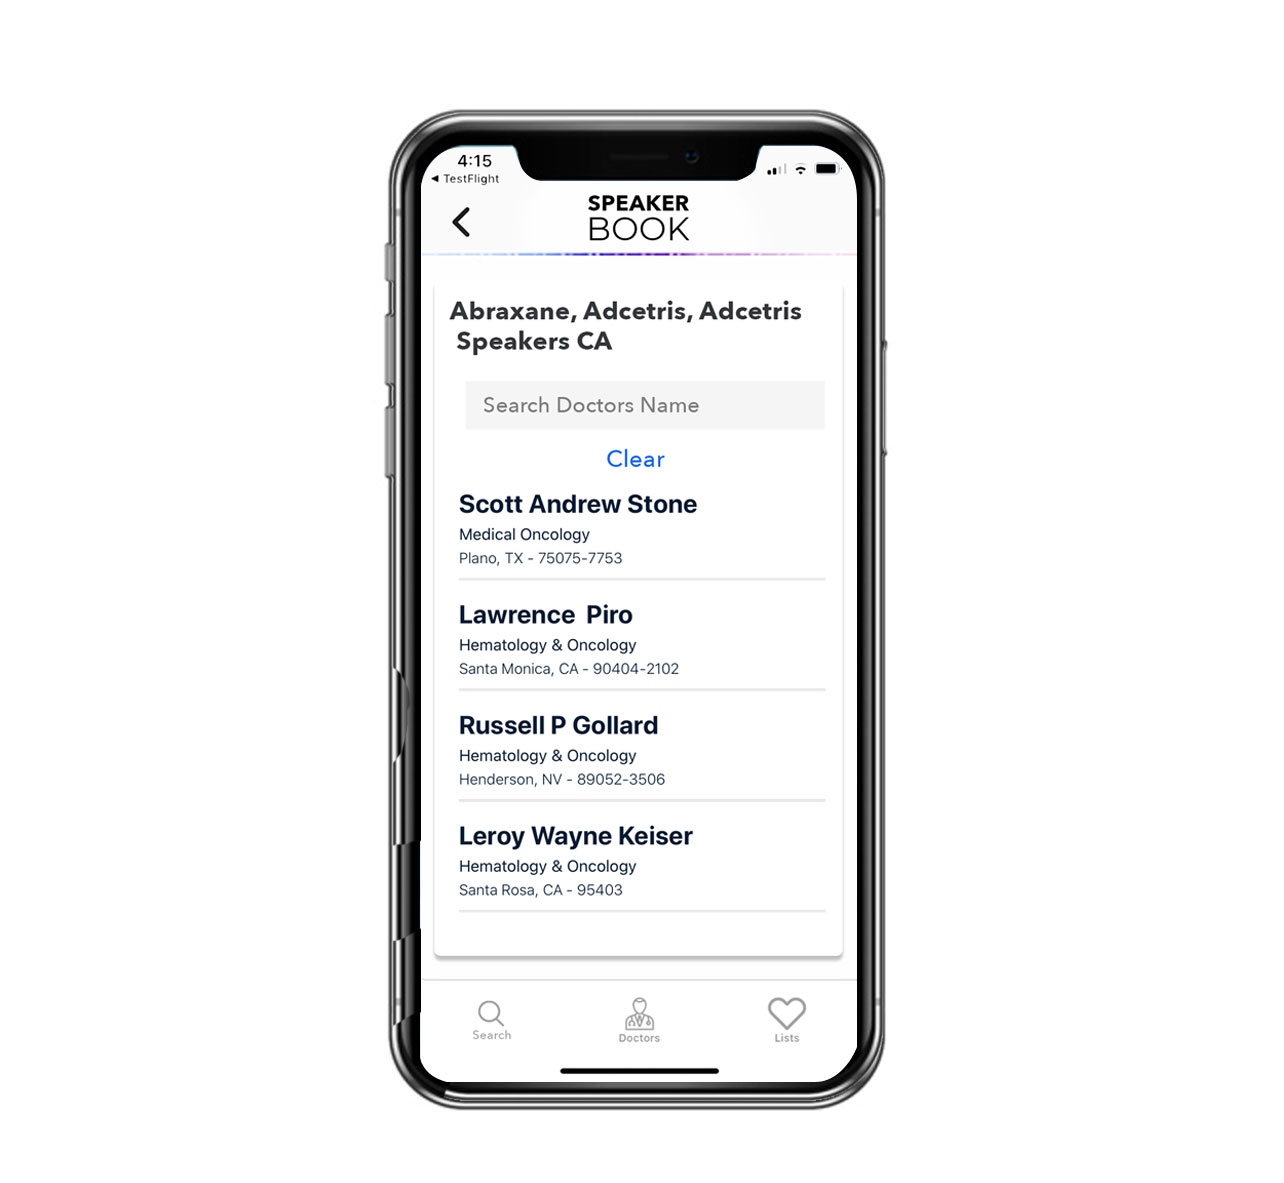 4:15
TestFlight
SPEAKER
BOOK
Abraxane, Adcetris, Adcetris
Speakers CA
Search Doctors Name
Clear
Scott Andrew Stone
Medical Oncology
Plano, TX - 75075-7753
Lawrence Piro
Hematology & Oncology
Santa Monica, CA - 90404-2102
Russell P Gollard
Hematology & Oncology
Henderson, NV - 89052-3506
Leroy Wayne Keiser
Hematology & Oncology
Santa Rosa, CA - 95403
Search
Doctors
Lists